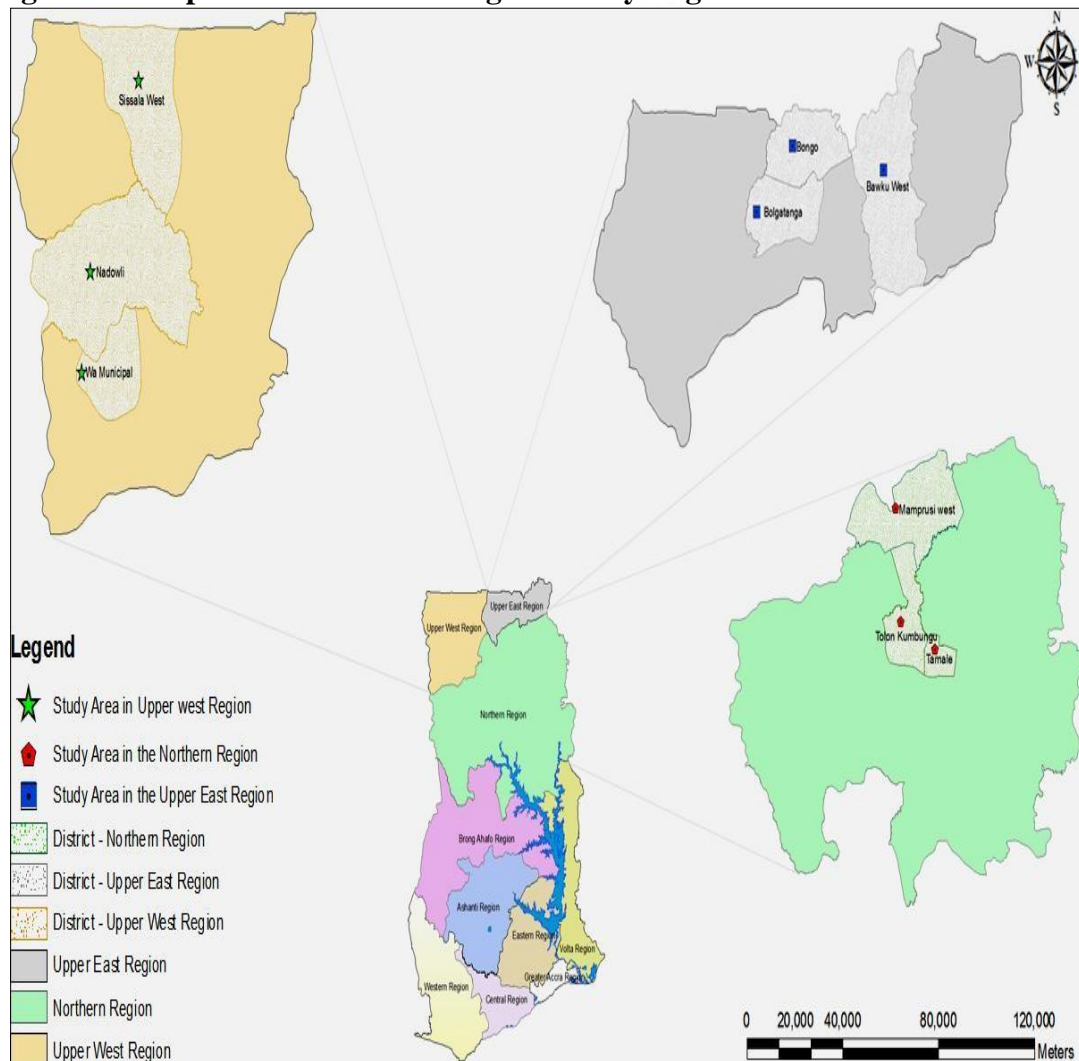 N
W
S
Sissala West
Nadowli
Wa Municipal
Bongo
Bawku West
Bolgatanga
Mamprusi west
Tolon Kumbungu
Tamale
Upper East Region
Upper West Region
Northern Region
Brong Ahafo Region
Ashanti Region
Eastern Region
Volta Region
Greater Accra Region
Western Region
Central Region
Legend
Study Area in Upper west Region
Study Area in the Northern Region
Study Area in the Upper East Region
District - Northern Region
District - Upper East Region
District - Upper West Region
Upper East Region
Northern Region
Upper West Region
0 20,000 40,000 80,000 120,000
Meters